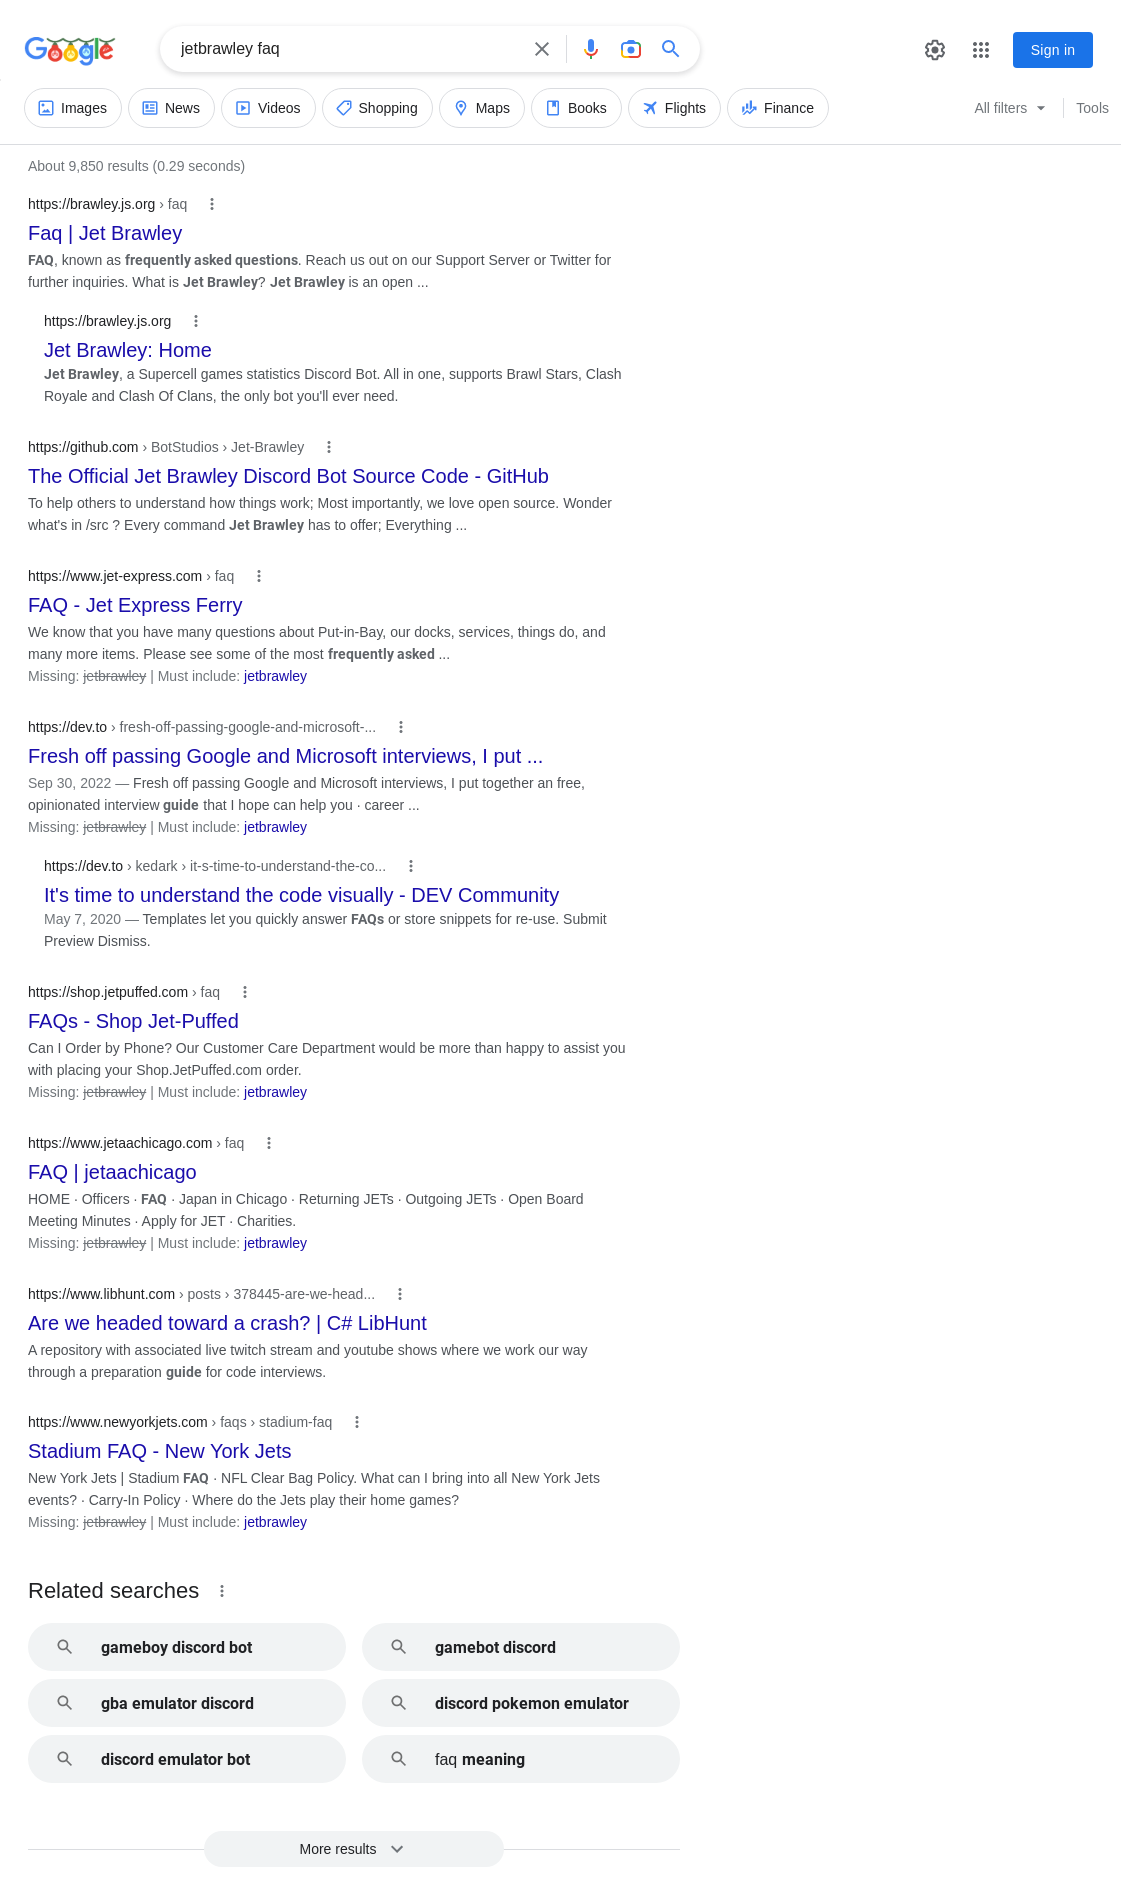 Google
jetbrawley faq
Sign in
Images News Videos Shopping Maps Books Flights Finance All filters Tools
About 9,850 results (0.29 seconds)
https://brawley.js.org › faq
Faq | Jet Brawley
FAQ, known as frequently asked questions. Reach us out on our Support Server or Twitter for
further inquiries. What is Jet Brawley? Jet Brawley is an open ...
https://brawley.js.org
Jet Brawley: Home
Jet Brawley, a Supercell games statistics Discord Bot. All in one, supports Brawl Stars, Clash
Royale and Clash Of Clans, the only bot you'll ever need.
https://github.com › BotStudios › Jet-Brawley
The Official Jet Brawley Discord Bot Source Code - GitHub
To help others to understand how things work; Most importantly, we love open source. Wonder
what's in /src ? Every command Jet Brawley has to offer; Everything ...
https://www.jet-express.com › faq
FAQ - Jet Express Ferry
We know that you have many questions about Put-in-Bay, our docks, services, things do, and
many more items. Please see some of the most frequently asked ...
Missing: jetbrawley | Must include: jetbrawley
https://dev.to › fresh-off-passing-google-and-microsoft-...
Fresh off passing Google and Microsoft interviews, I put ...
Sep 30, 2022 — Fresh off passing Google and Microsoft interviews, I put together an free,
opinionated interview guide that I hope can help you · career ...
Missing: jetbrawley | Must include: jetbrawley
https://dev.to › kedark › it-s-time-to-understand-the-co...
It's time to understand the code visually - DEV Community
May 7, 2020 — Templates let you quickly answer FAQs or store snippets for re-use. Submit
Preview Dismiss.
https://shop.jetpuffed.com › faq
FAQs - Shop Jet-Puffed
Can I Order by Phone? Our Customer Care Department would be more than happy to assist you
with placing your Shop.JetPuffed.com order.
Missing: jetbrawley | Must include: jetbrawley
https://www.jetaachicago.com › faq
FAQ | jetaachicago
HOME · Officers · FAQ · Japan in Chicago · Returning JETs · Outgoing JETs · Open Board
Meeting Minutes · Apply for JET · Charities.
Missing: jetbrawley | Must include: jetbrawley
https://www.libhunt.com › posts › 378445-are-we-head...
Are we headed toward a crash? | C# LibHunt
A repository with associated live twitch stream and youtube shows where we work our way
through a preparation guide for code interviews.
https://www.newyorkjets.com › faqs › stadium-faq
Stadium FAQ - New York Jets
New York Jets | Stadium FAQ · NFL Clear Bag Policy. What can I bring into all New York Jets
events? · Carry-In Policy · Where do the Jets play their home games?
Missing: jetbrawley | Must include: jetbrawley
Related searches
gameboy discord bot
gamebot discord
gba emulator discord
discord pokemon emulator
discord emulator bot
faq meaning
More results